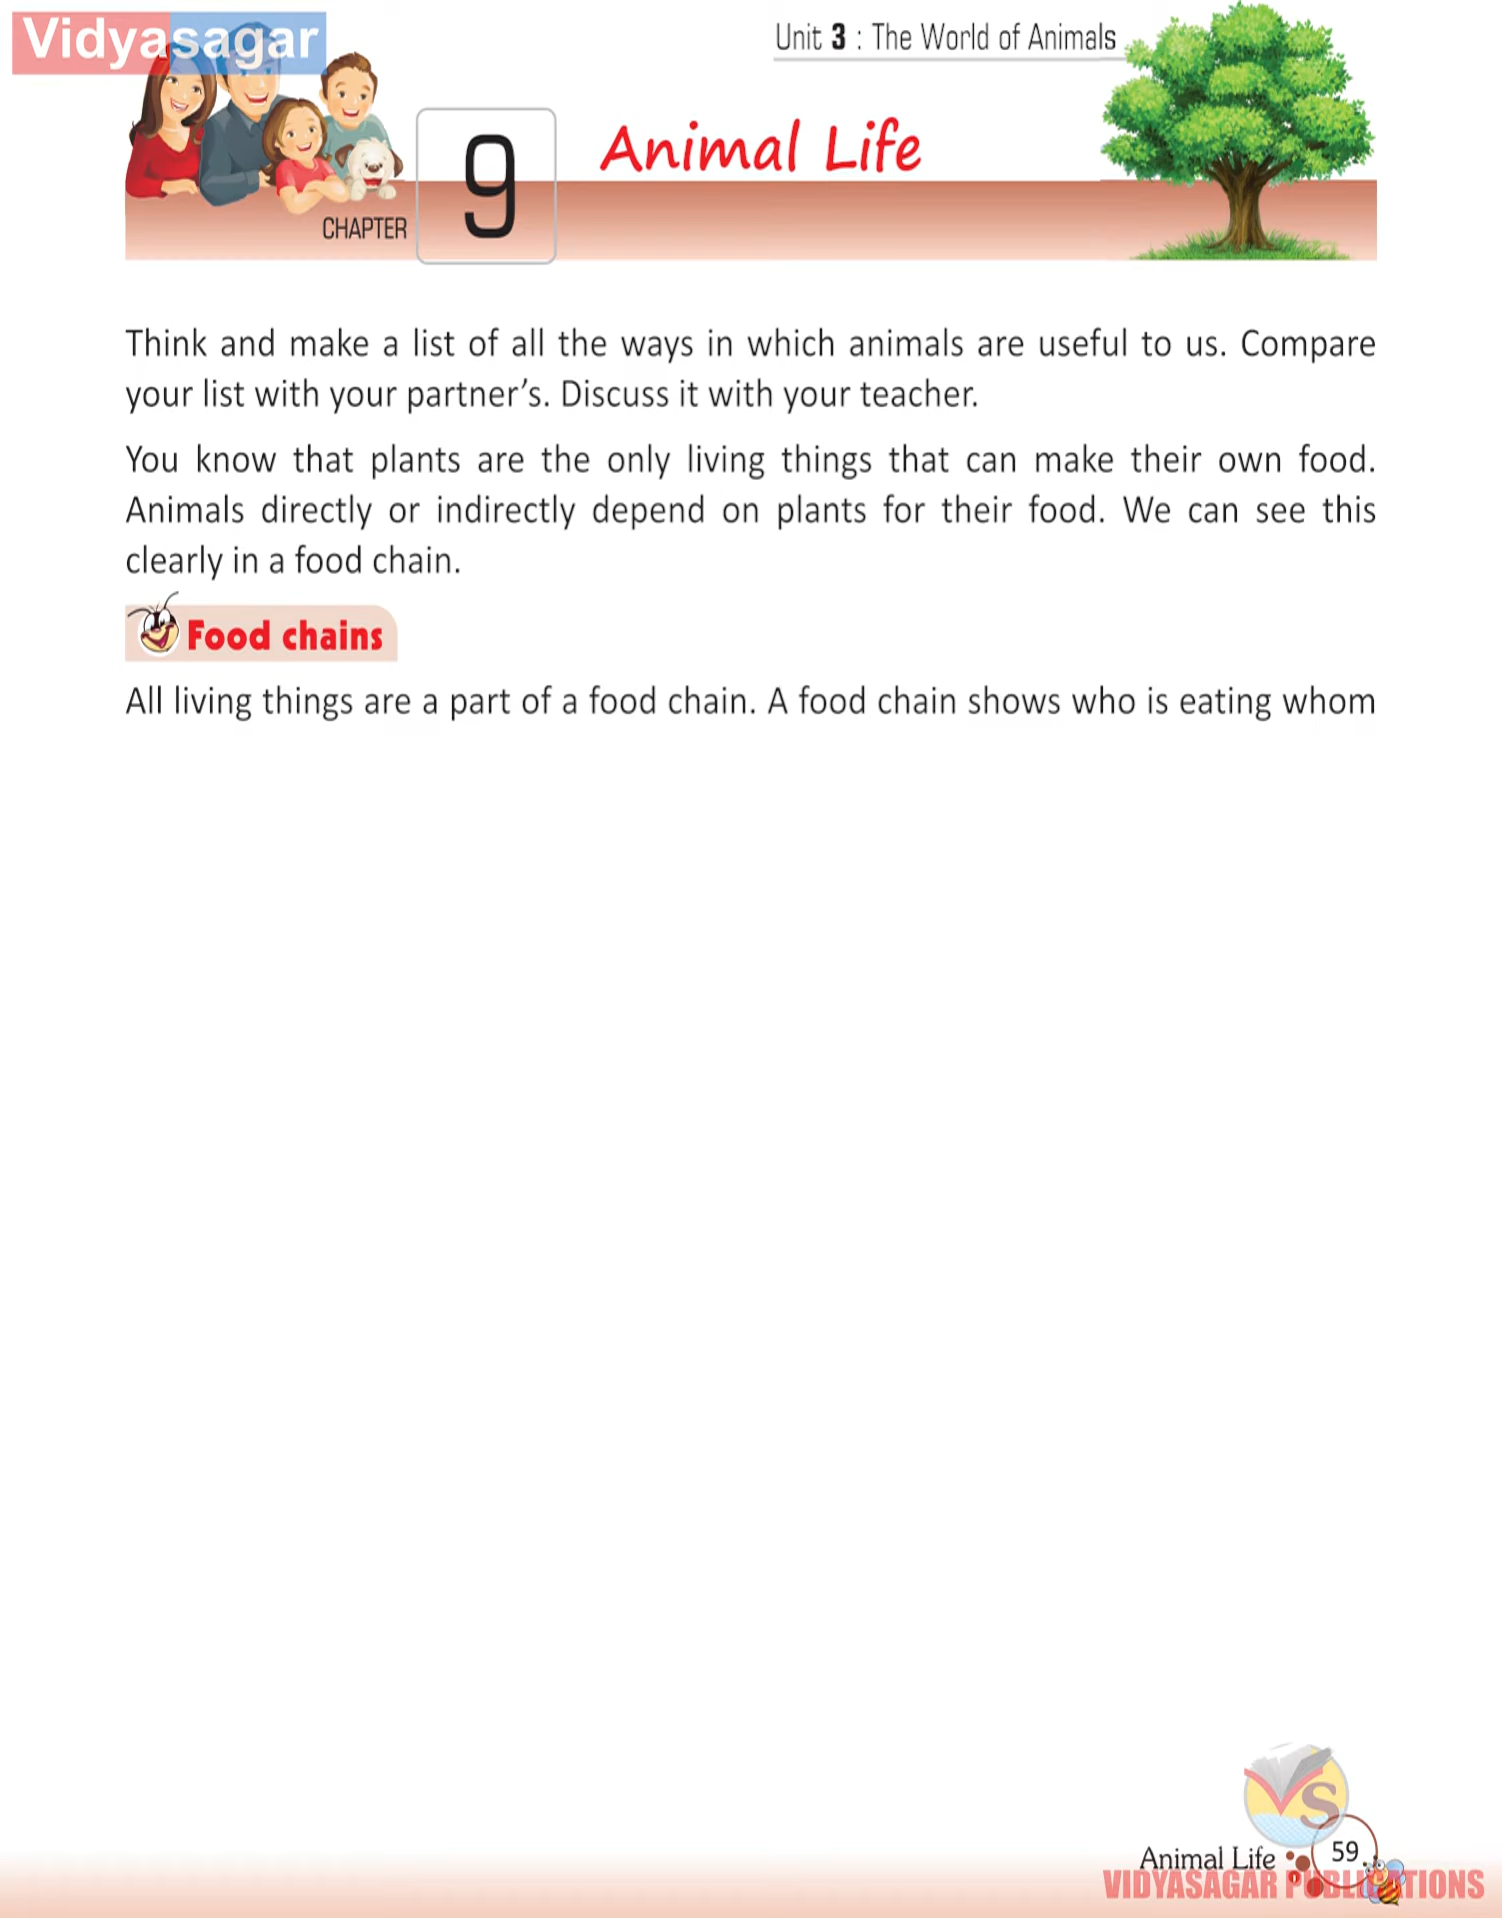 Vidyasagar
Unit 3 : The World of Animals
CHAPTER
9
Animal Life
Think and make a list of all the ways in which animals are useful to us. Compare
your list with your partner’s. Discuss it with your teacher.
You know that plants are the only living things that can make their own food.
Animals directly or indirectly depend on plants for their food. We can see this
clearly in a food chain.
Food chains
All living things are a part of a food chain. A food chain shows who is eating whom
VS
Animal Life
59
VIDYASAGAR PUBLICATIONS